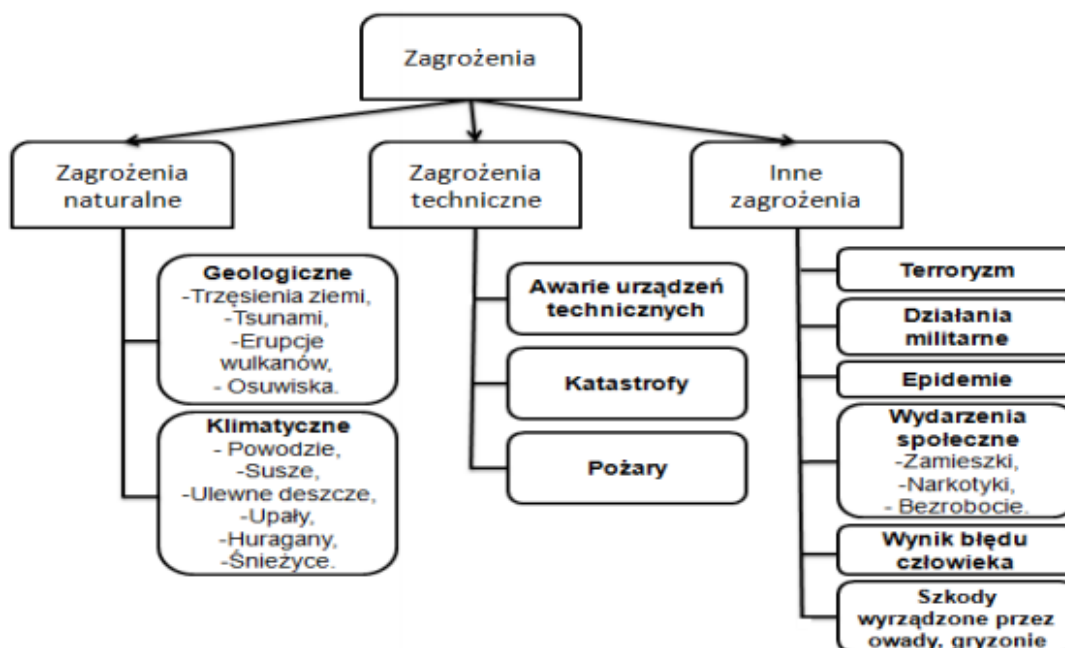 Zagrożenia
Zagrożenia
naturalne
Zagrożenia
techniczne
Inne
zagrożenia
Geologiczne
-Trzęsienia ziemi,
-Tsunami,
-Erupcje
wulkanów,
- Osuwiska.
Klimatyczne
- Powodzie,
-Susze,
-Ulewne deszcze,
-Upały,
-Huragany,
-Śnieżyce.
Awarie urządzeń
technicznych
Katastrofy
Pożary
Terroryzm
Działania
militarne
Epidemie
Wydarzenia
społeczne
-Zamieszki,
-Narkotyki,
- Bezrobocie.
Wynik błędu
człowieka
Szkody
wyrządzone przez
owady, gryzonie